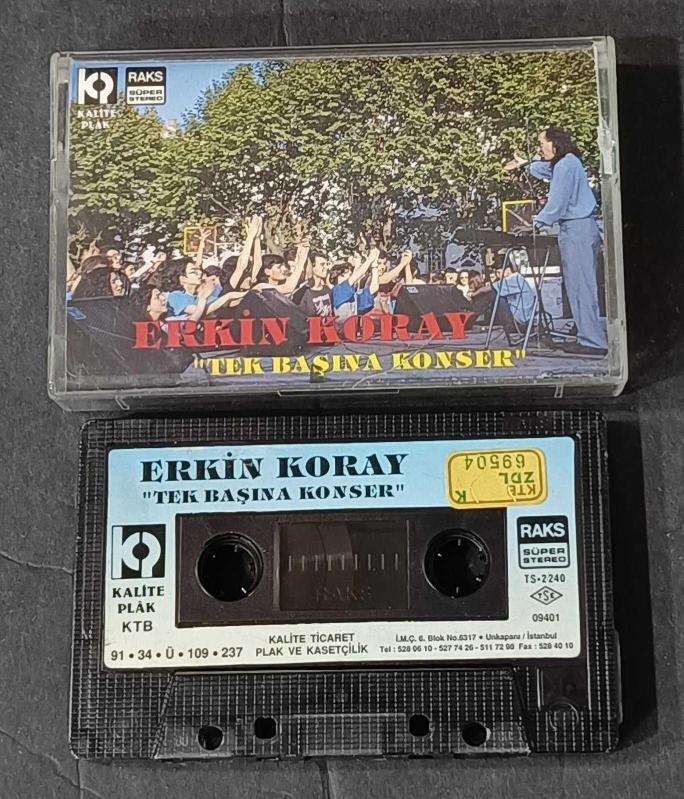 KALİTE
PLAK
RAKS
SÜPER
STEREO
ERKİN KORAY
"TEK BAŞINA KONSER"
ERKİN KORAY
"TEK BAŞINA KONSER"
KTB
ZDL
69504
K
KALİTE
PLÂK
KTB
RAKS
SÜPER
STEREO
TS-2240
TSE
09401
RAKS
91 • 34 • Ü • 109 • 237
KALİTE TİCARET
PLAK VE KASETÇİLİK
İ.M.Ç. 6. Blok No.6317 • Unkapanı / İstanbul
Tel : 528 06 10 - 527 74 26 - 511 72 90 Fax : 528 40 10